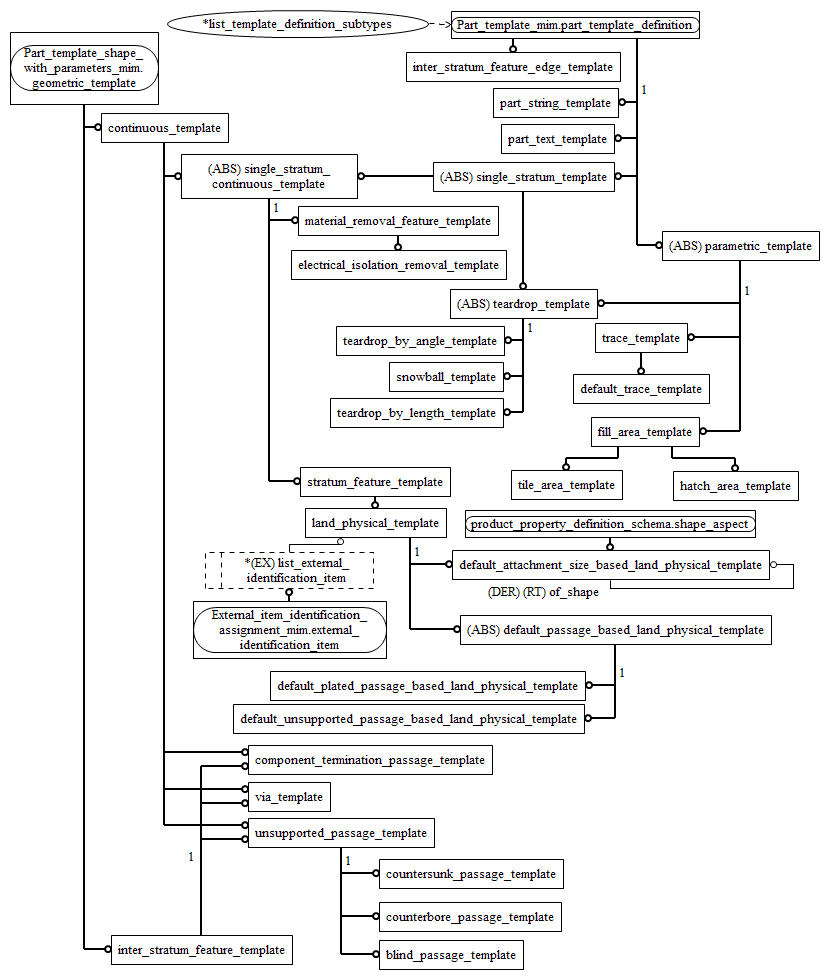 *list_template_definition_subtypes
Part_template_mim.part_template_definition
Part_template_shape_
with_parameters_mim.
geometric_template
inter_stratum_feature_edge_template
1
part_string_template
continuous_template
part_text_template
(ABS) single_stratum_
continuous_template
(ABS) single_stratum_template
1
material_removal_feature_template
(ABS) parametric_template
electrical_isolation_removal_template
1
(ABS) teardrop_template
1
teardrop_by_angle_template
trace_template
snowball_template
default_trace_template
teardrop_by_length_template
fill_area_template
stratum_feature_template
tile_area_template
hatch_area_template
land_physical_template
product_property_definition_schema.shape_aspect
1
*(EX) list_external_
identification_item
default_attachment_size_based_land_physical_template
(DER) (RT) of_shape
External_item_identification_
assignment_mim.external_
identification_item
(ABS) default_passage_based_land_physical_template
1
default_plated_passage_based_land_physical_template
default_unsupported_passage_based_land_physical_template
component_termination_passage_template
via_template
unsupported_passage_template
1
1
countersunk_passage_template
counterbore_passage_template
inter_stratum_feature_template
blind_passage_template